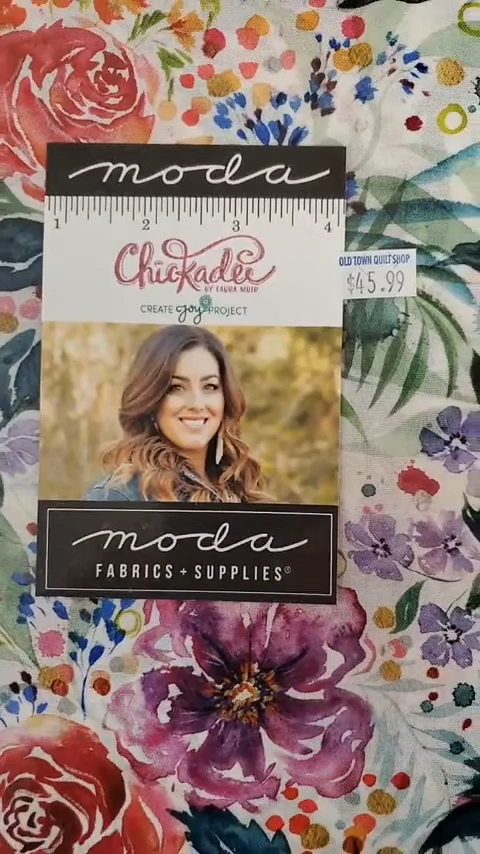 moda
1 2 3 4
Chickadee
BY LAURA MUIR
CREATE joy PROJECT
OLD TOWN QUILT SHOP
$45.99
moda
FABRICS + SUPPLIES®